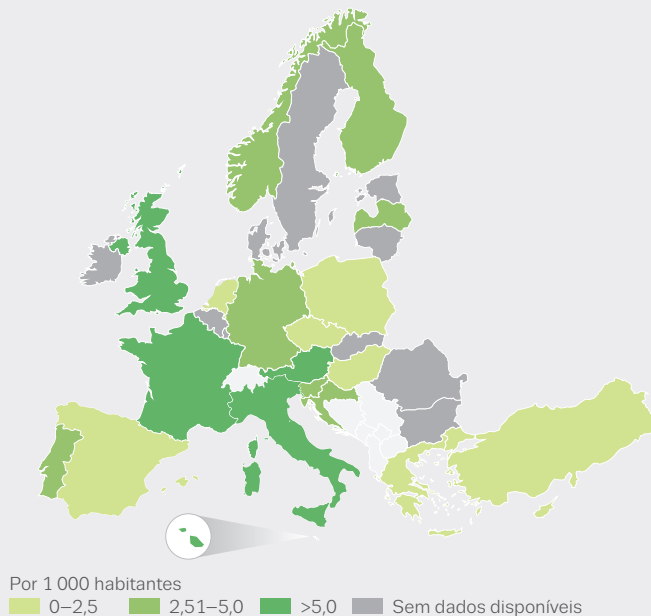 Por 1 000 habitantes
0–2,5 2,51–5,0 >5,0 Sem dados disponíveis